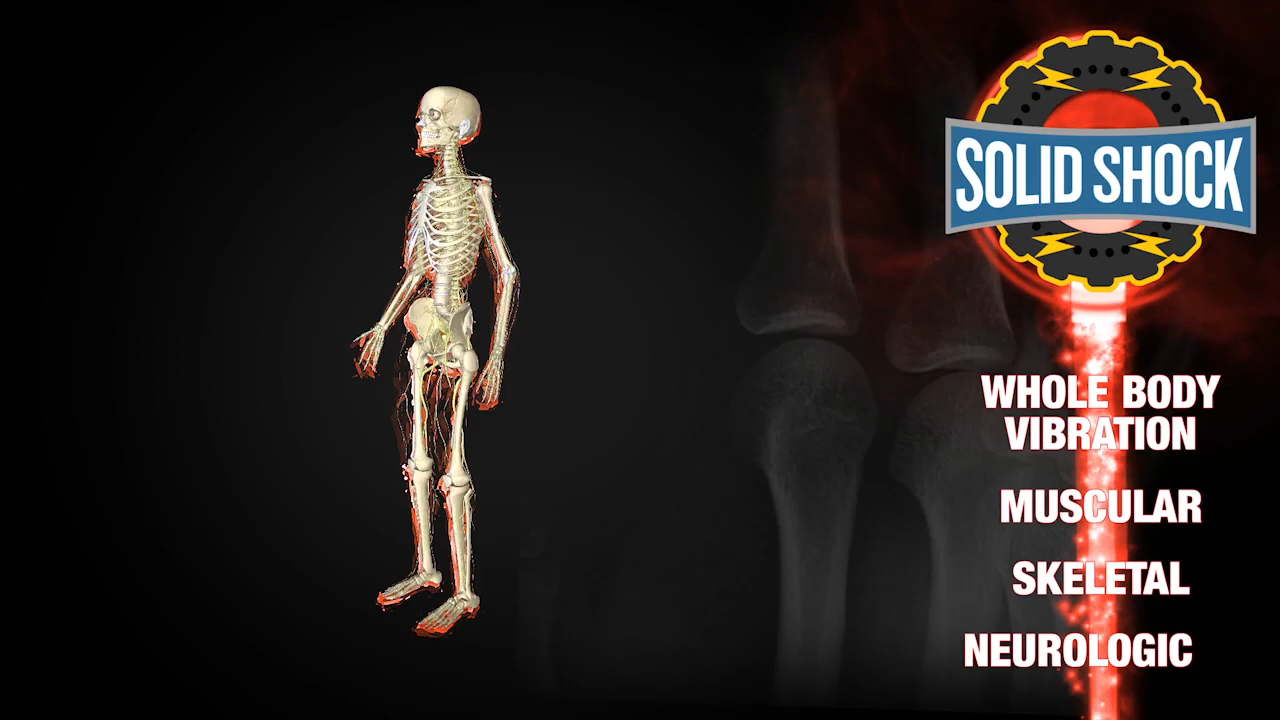 SOLID SHOCK
WHOLE BODY
VIBRATION
MUSCULAR
SKELETAL
NEUROLOGIC